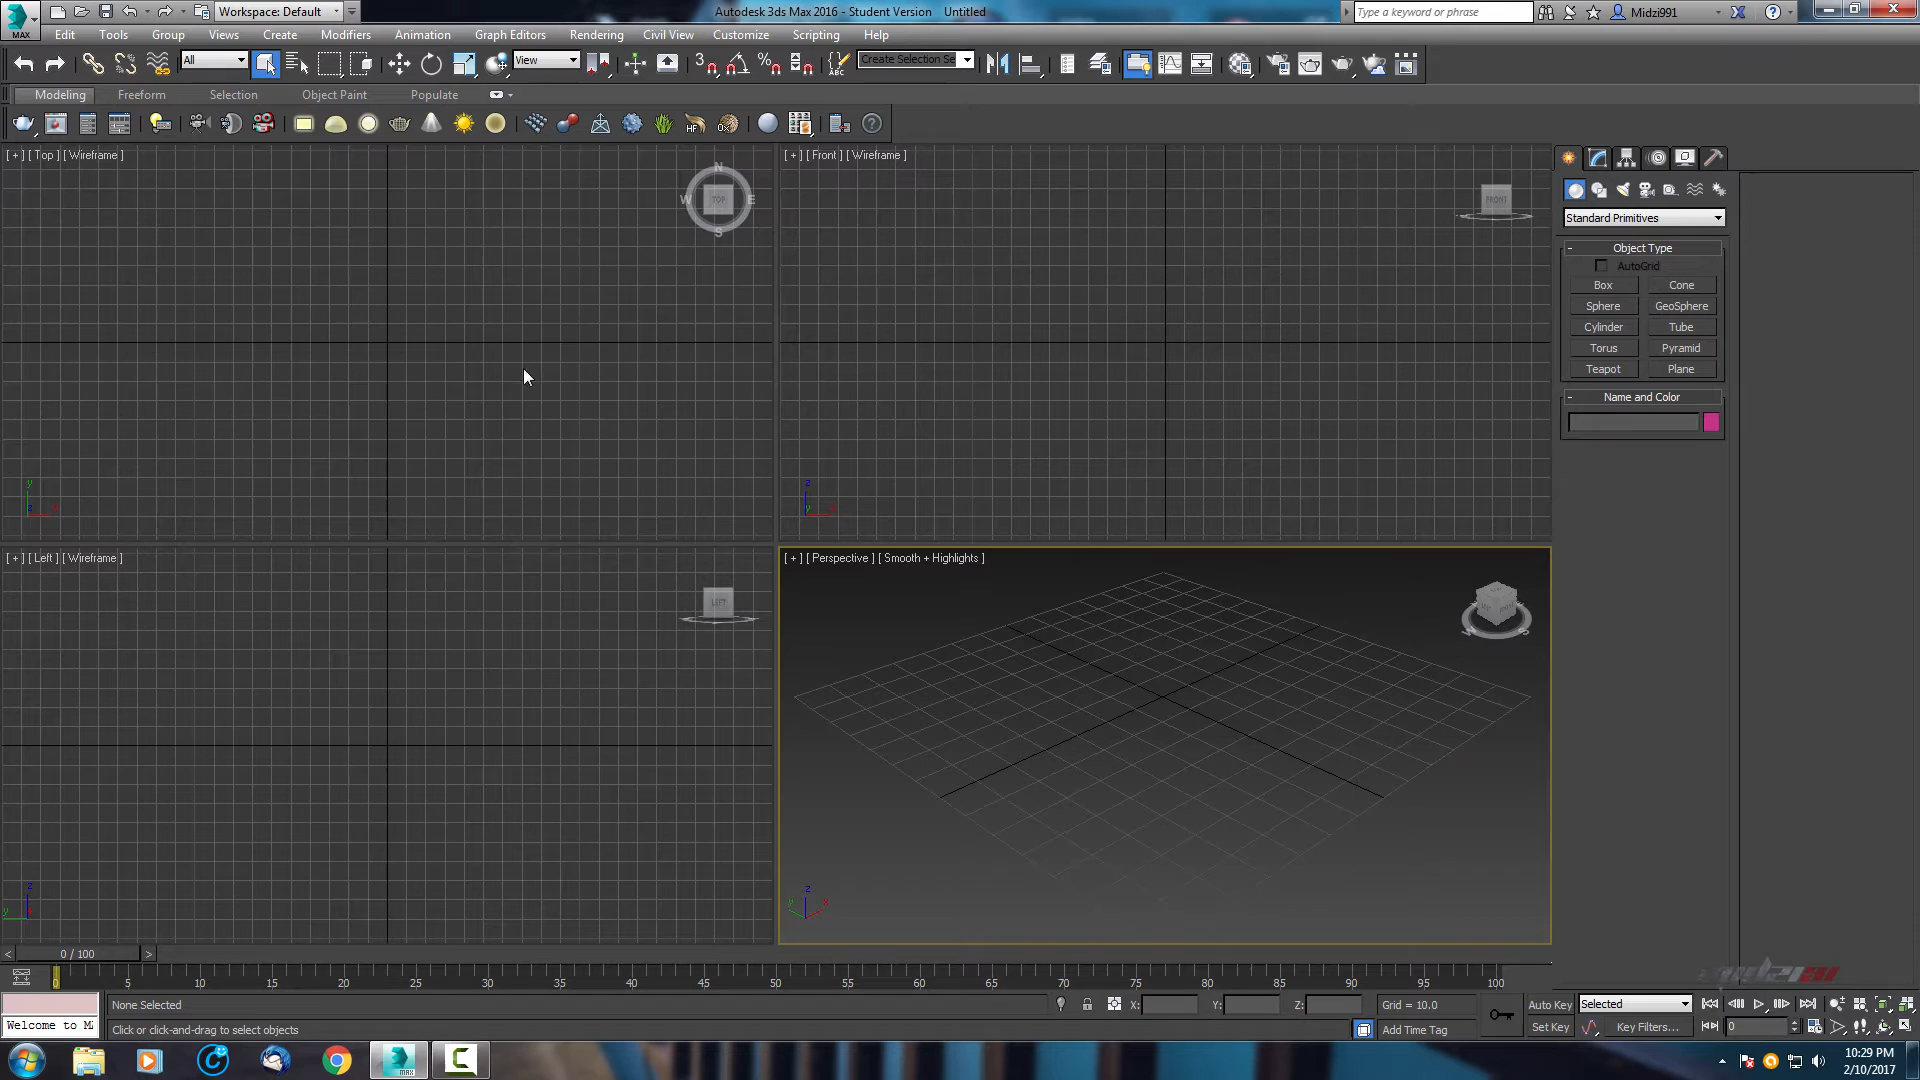 Workspace: Default
Autodesk 3ds Max 2016 - Student Version    Untitled
Type a keyword or phrase
Midzi991
MAX
Edit Tools Group Views Create Modifiers Animation Graph Editors Rendering Civil View Customize Scripting Help
All
View
Create Selection Se
Modeling Freeform Selection Object Paint Populate
[ + ] [ Top ] [ Wireframe ]
N
W TOP E
S
[ + ] [ Front ] [ Wireframe ]
FRONT
Standard Primitives
- Object Type
AutoGrid
Box Cone
Sphere GeoSphere
Cylinder Tube
Torus Pyramid
Teapot Plane
- Name and Color
y
z x
z
y x
[ + ] [ Left ] [ Wireframe ]
LEFT
[ + ] [ Perspective ] [ Smooth + Highlights ]
W S
z
y
z
y x
< 0 / 100 >
0 5 10 15 20 25 30 35 40 45 50 55 60 65 70 75 80 85 90 95 100
None Selected
X: Y: Z: Grid = 10.0
Auto Key Selected
Welcome to M
Click or click-and-drag to select objects
Add Time Tag
Set Key Key Filters... 0
MAX
10:29 PM
2/10/2017